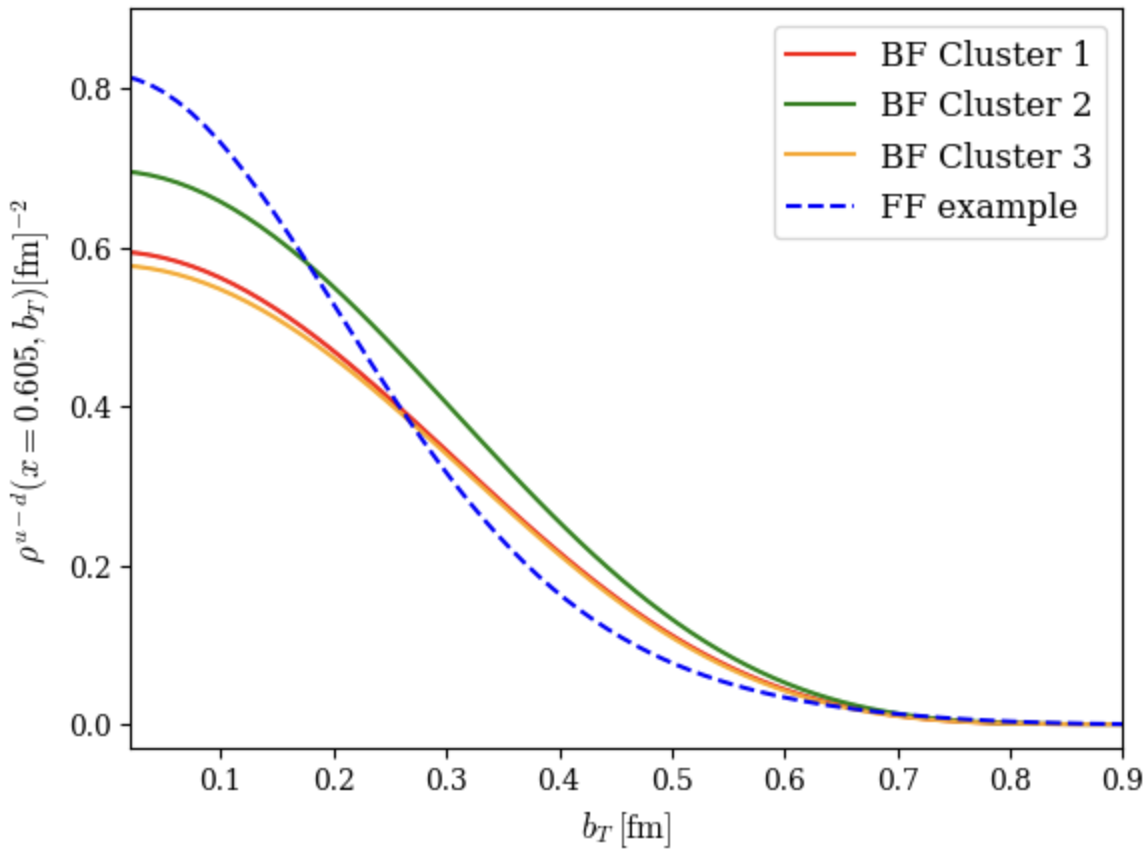 BF Cluster 1
BF Cluster 2
BF Cluster 3
FF example
ρ^{u−d}(x = 0.605, b_T)[fm]^{−2}
0.8
0.6
0.4
0.2
0.0
0.1 0.2 0.3 0.4 0.5 0.6 0.7 0.8 0.9
b_T [fm]